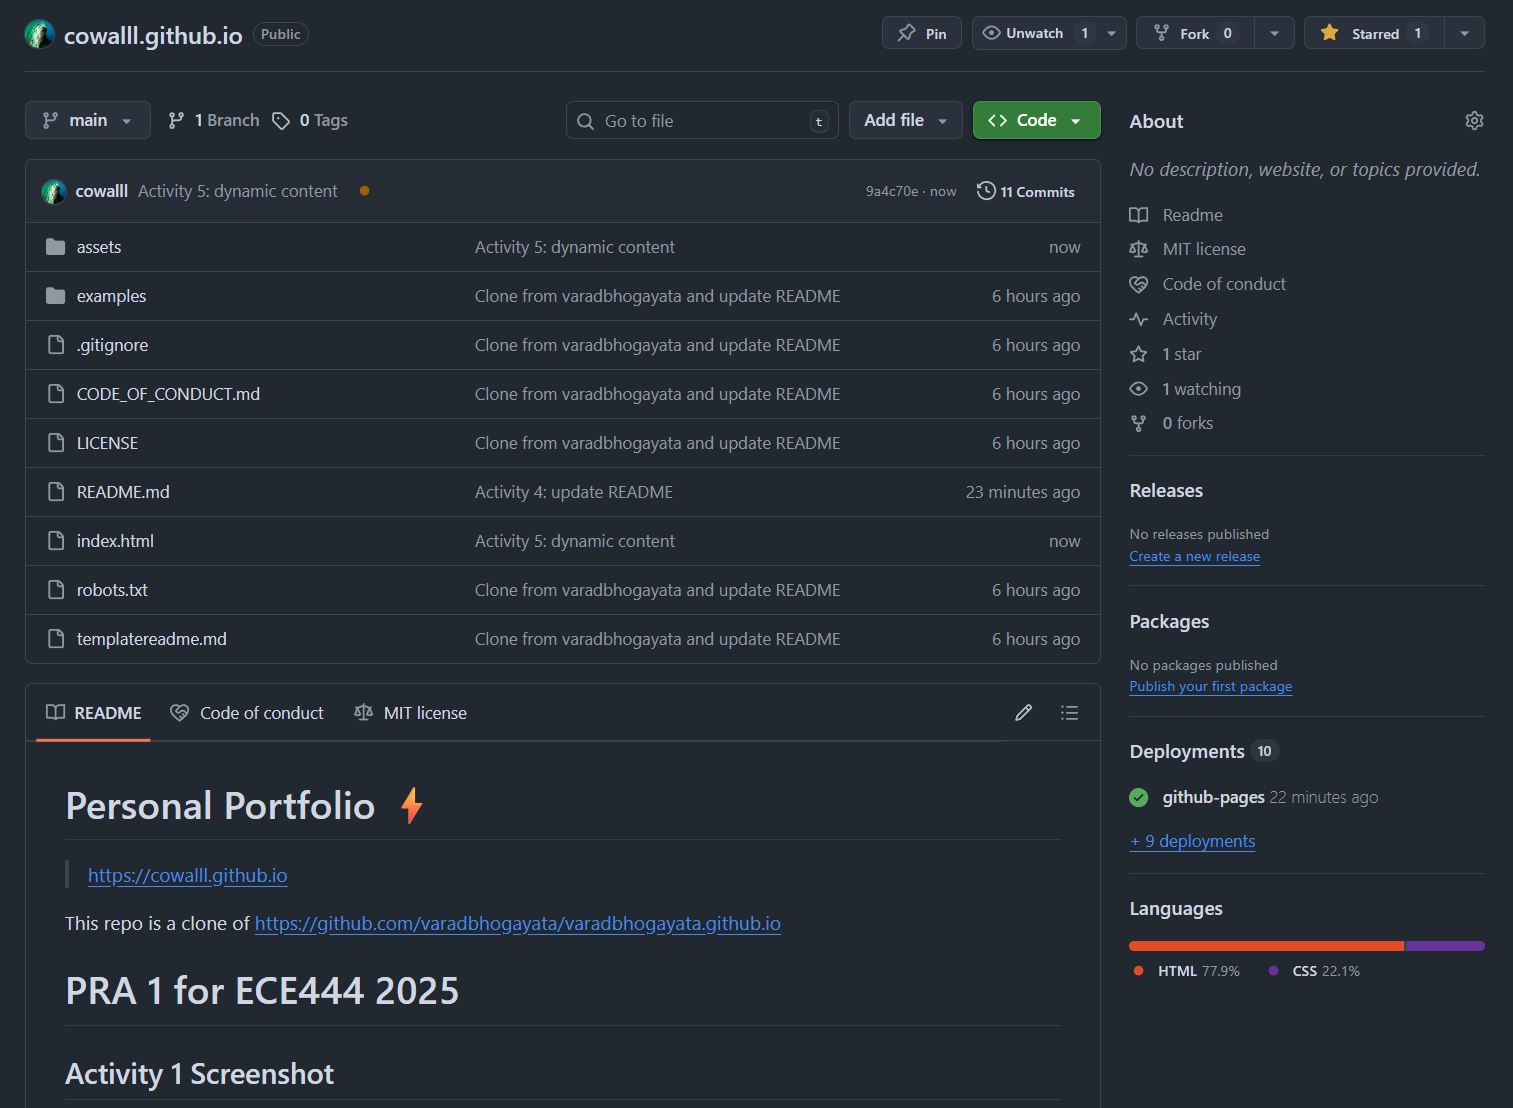 cowalll.github.io Public Pin Unwatch 1 Fork 0 Starred 1
main 1 Branch 0 Tags Go to file t Add file Code
cowalll Activity 5: dynamic content 9a4c70e · now 11 Commits
assets Activity 5: dynamic content now
examples Clone from varadbhogayata and update README 6 hours ago
.gitignore Clone from varadbhogayata and update README 6 hours ago
CODE_OF_CONDUCT.md Clone from varadbhogayata and update README 6 hours ago
LICENSE Clone from varadbhogayata and update README 6 hours ago
README.md Activity 4: update README 23 minutes ago
index.html Activity 5: dynamic content now
robots.txt Clone from varadbhogayata and update README 6 hours ago
templatereadme.md Clone from varadbhogayata and update README 6 hours ago
README Code of conduct MIT license
Personal Portfolio ⚡
https://cowalll.github.io
This repo is a clone of https://github.com/varadbhogayata/varadbhogayata.github.io
PRA 1 for ECE444 2025
Activity 1 Screenshot
About
No description, website, or topics provided.
Readme
MIT license
Code of conduct
Activity
1 star
1 watching
0 forks
Releases
No releases published
Create a new release
Packages
No packages published
Publish your first package
Deployments 10
github-pages 22 minutes ago
+ 9 deployments
Languages
HTML 77.9% CSS 22.1%